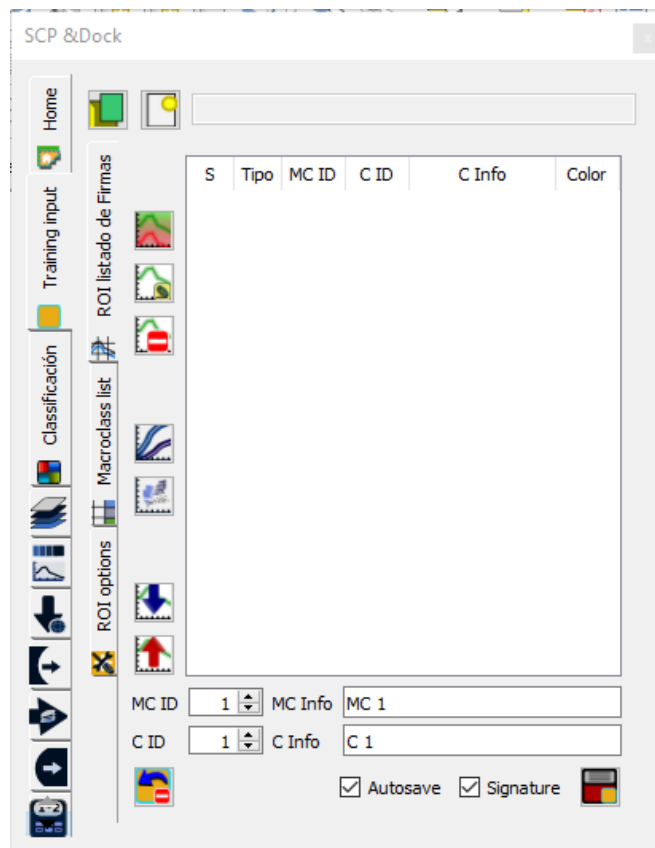 SCP &Dock
Home
Training input
Classificación
ROI listado de Firmas
Macroclass list
ROI options
S Tipo MC ID C ID C Info Color
MC ID 1 MC Info MC 1
C ID 1 C Info C 1
Autosave Signature